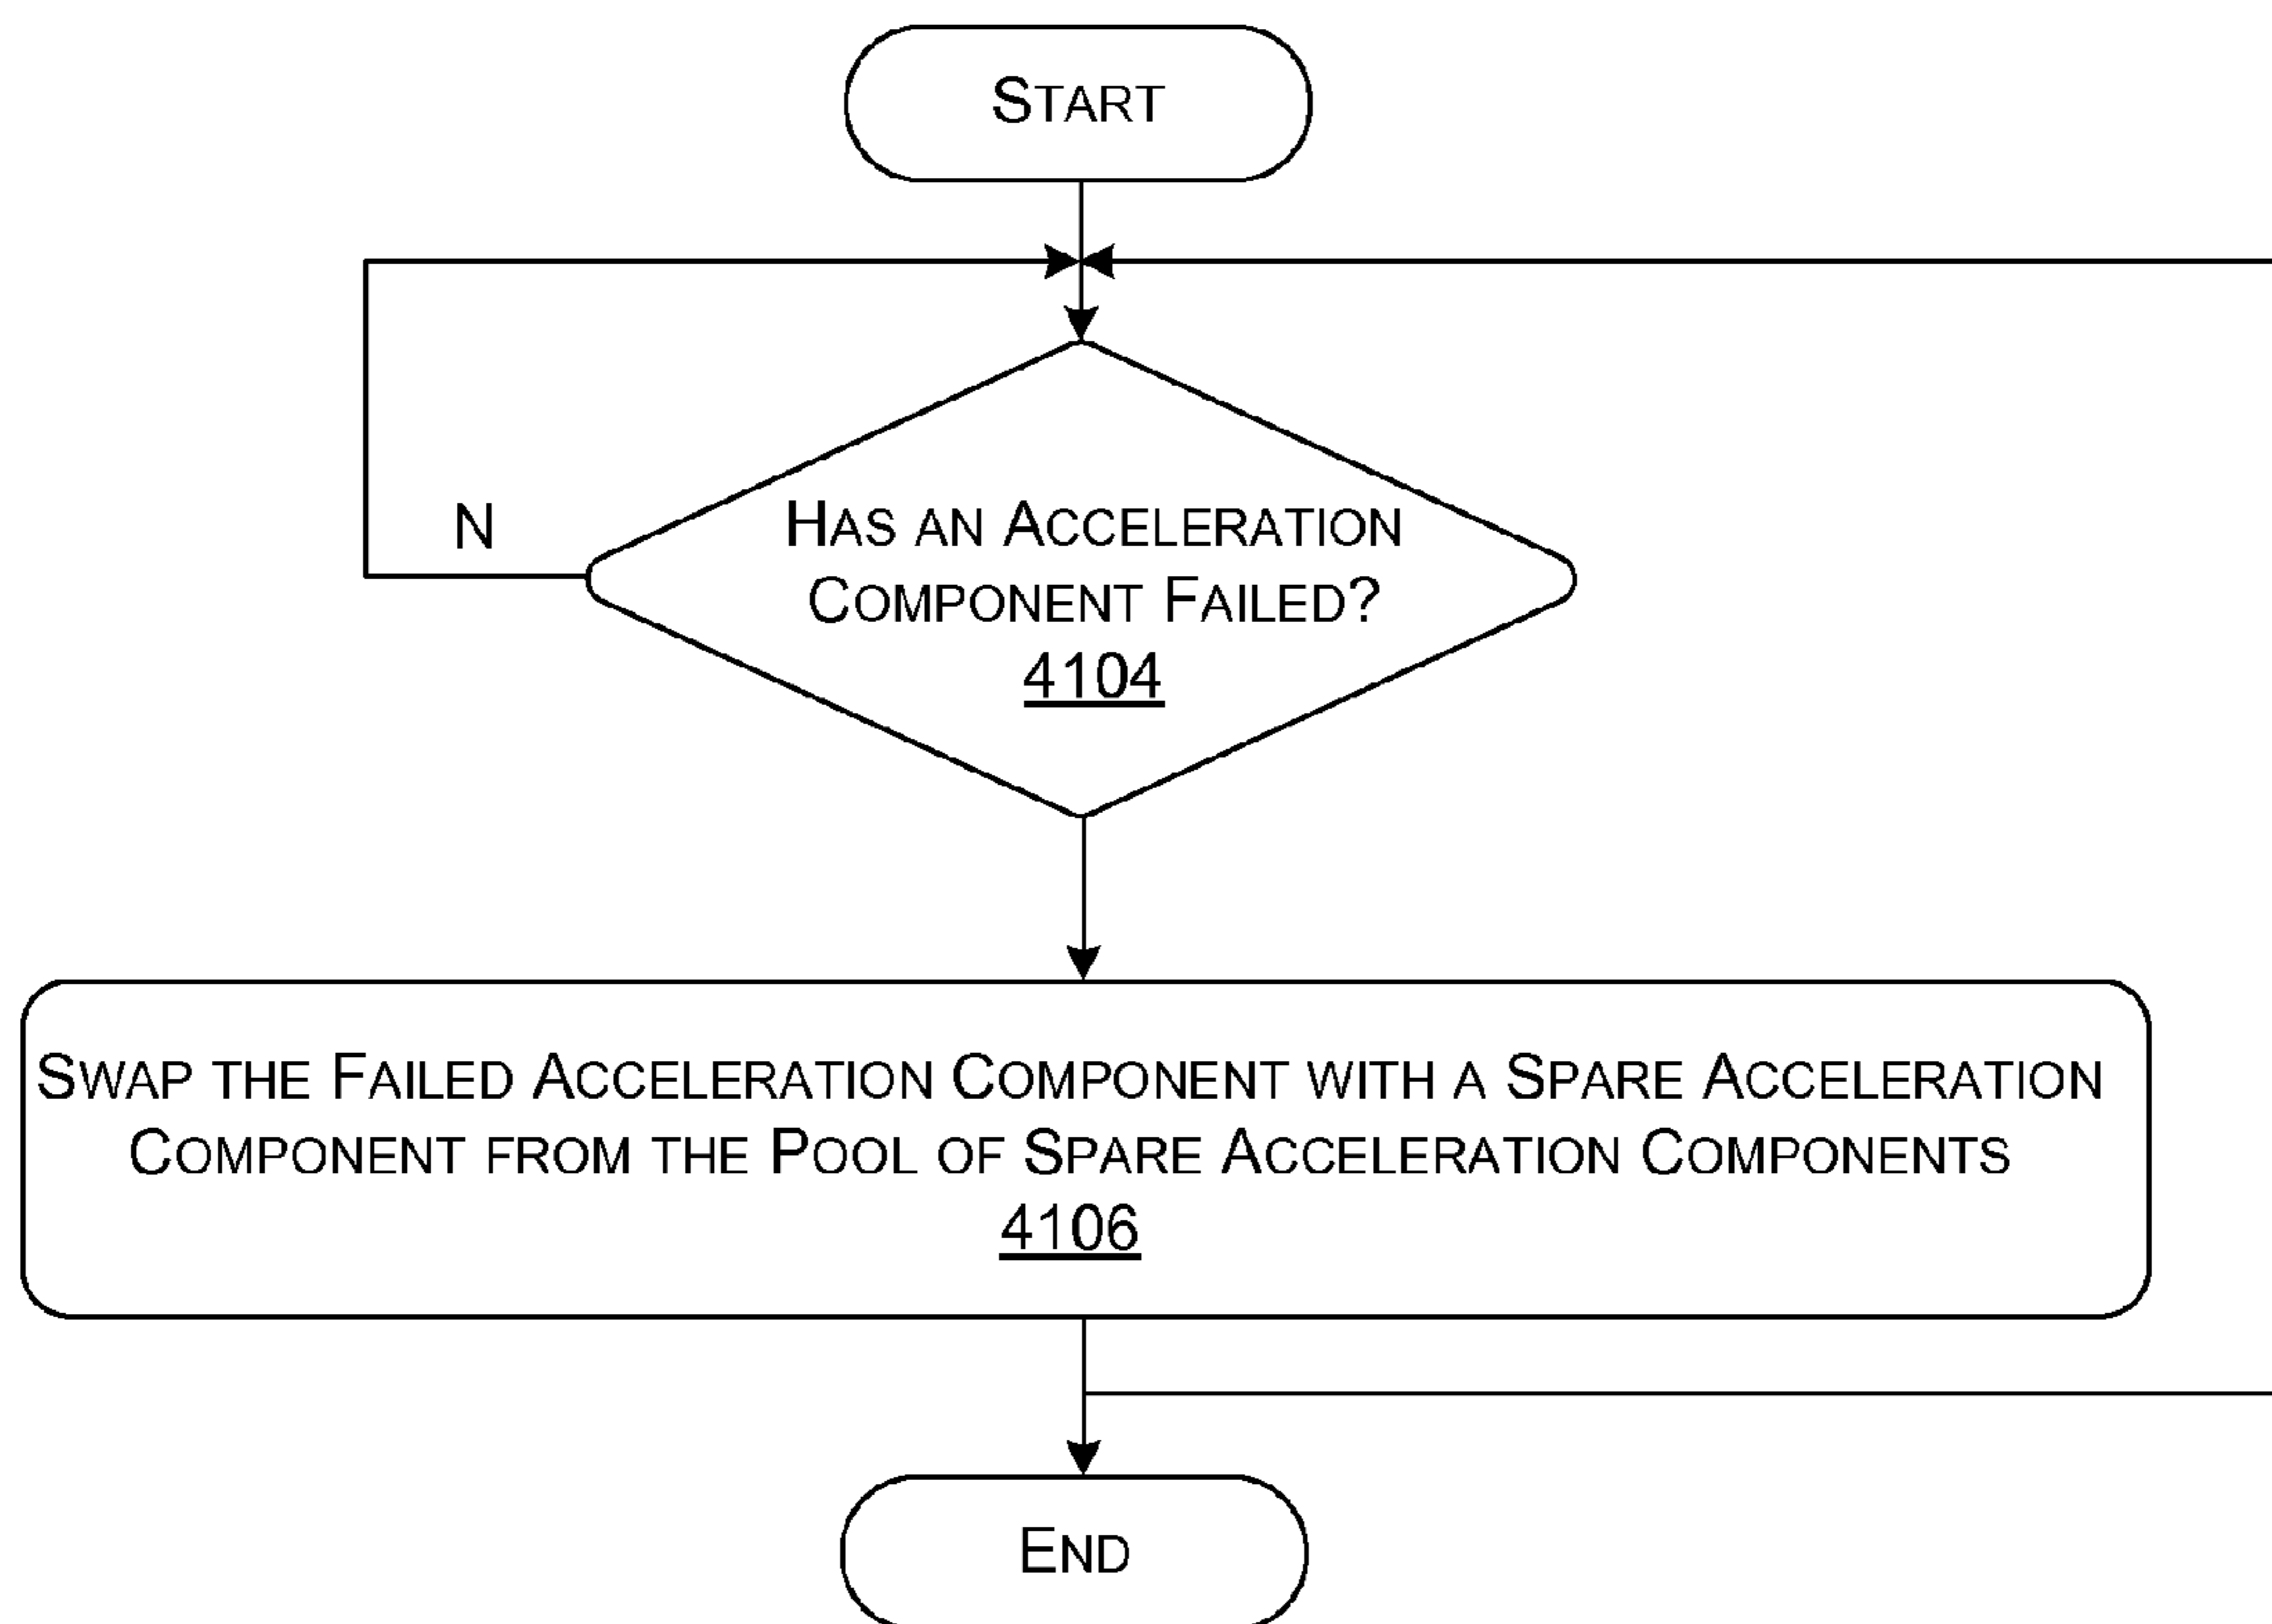 START
HAS AN ACCELERATION
COMPONENT FAILED?
4104
N
SWAP THE FAILED ACCELERATION COMPONENT WITH A SPARE ACCELERATION
COMPONENT FROM THE POOL OF SPARE ACCELERATION COMPONENTS
4106
END